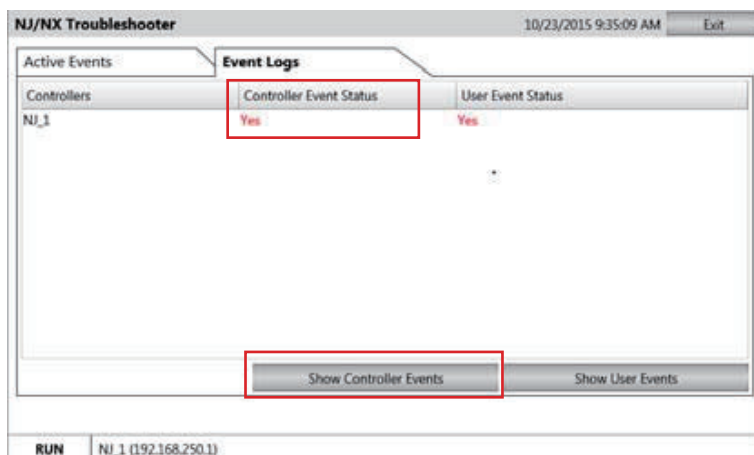 NJ/NX Troubleshooter 10/23/2015 9:35:09 AM Exit
Active Events Event Logs
Controllers Controller Event Status User Event Status
NJ_1 Yes Yes
Show Controller Events Show User Events
RUN NJ_1 (192.168.250.1)